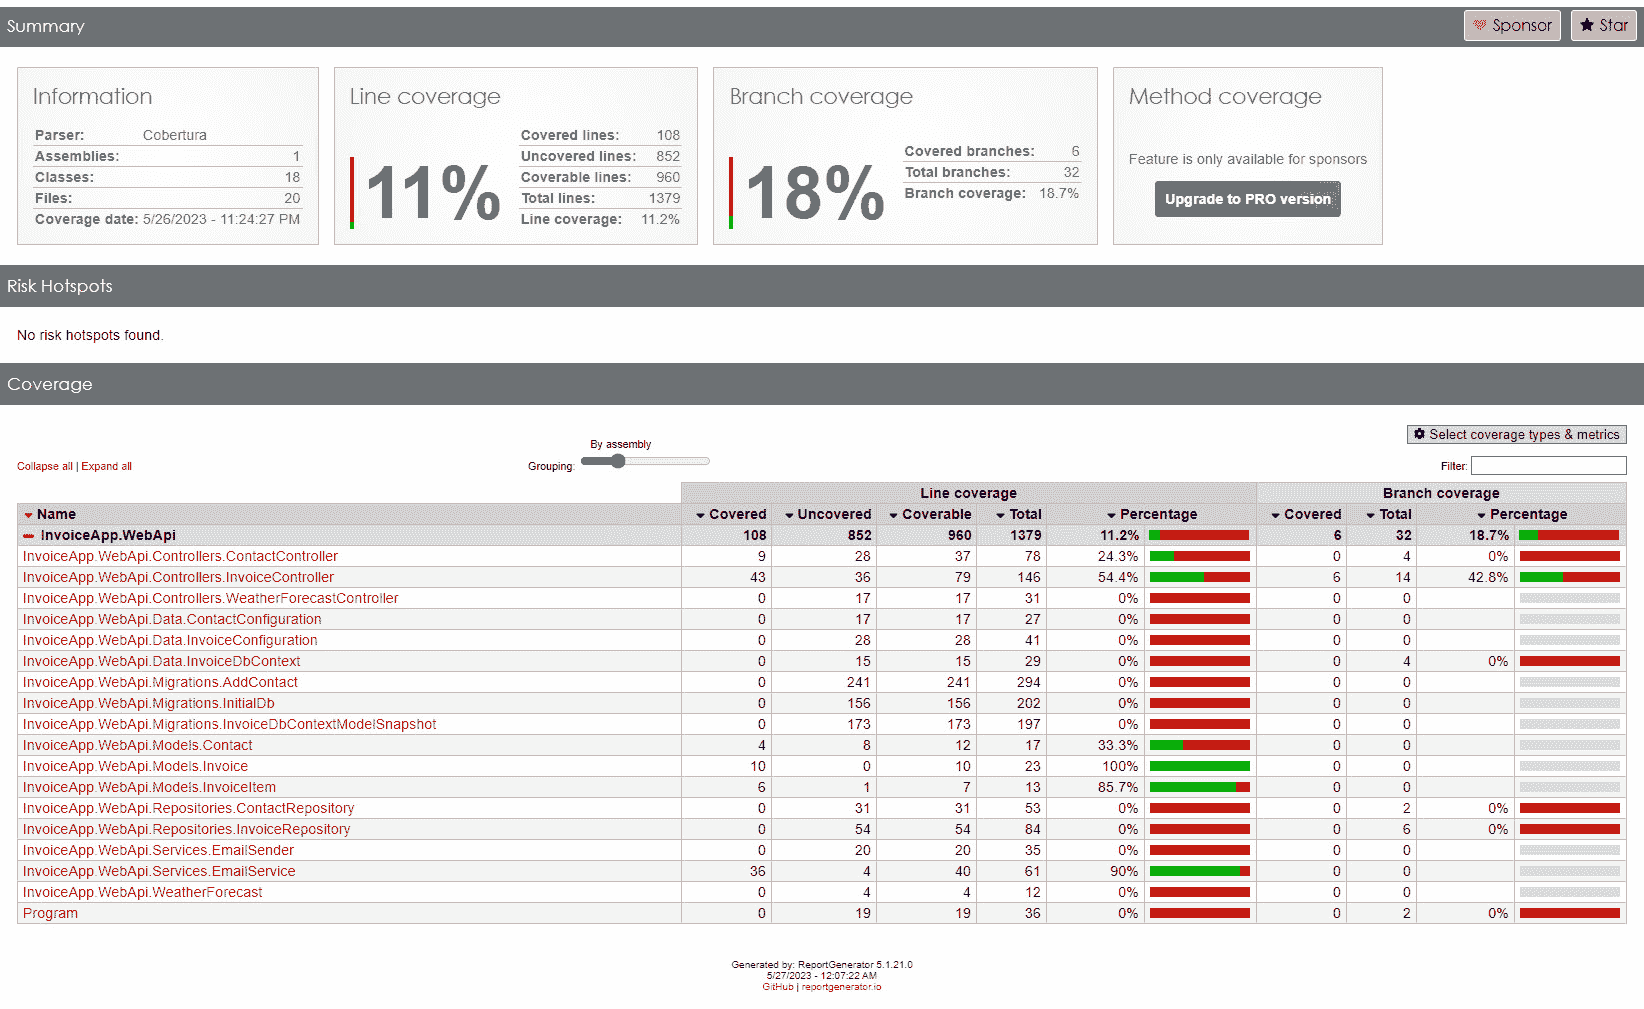 Summary
Sponsor
Star
Information
Parser: Cobertura
Assemblies: 1
Classes: 18
Files: 20
Coverage date: 5/26/2023 - 11:24:27 PM
Line coverage
11%
Covered lines: 108
Uncovered lines: 852
Coverable lines: 960
Total lines: 1379
Line coverage: 11.2%
Branch coverage
18%
Covered branches: 6
Total branches: 32
Branch coverage: 18.7%
Method coverage
Feature is only available for sponsors
Upgrade to PRO version
Risk Hotspots
No risk hotspots found.
Coverage
Select coverage types & metrics
Collapse all | Expand all
By assembly
Grouping:
Filter:
Line coverage Branch coverage
Name Covered Uncovered Coverable Total Percentage Covered Total Percentage
InvoiceApp.WebApi 108 852 960 1379 11.2% 6 32 18.7%
InvoiceApp.WebApi.Controllers.ContactController 9 28 37 78 24.3% 0 4 0%
InvoiceApp.WebApi.Controllers.InvoiceController 43 36 79 146 54.4% 6 14 42.8%
InvoiceApp.WebApi.Controllers.WeatherForecastController 0 17 17 31 0% 0 0
InvoiceApp.WebApi.Data.ContactConfiguration 0 17 17 27 0% 0 0
InvoiceApp.WebApi.Data.InvoiceConfiguration 0 28 28 41 0% 0 0
InvoiceApp.WebApi.Data.InvoiceDbContext 0 15 15 29 0% 0 4 0%
InvoiceApp.WebApi.Migrations.AddContact 0 241 241 294 0% 0 0
InvoiceApp.WebApi.Migrations.InitialDb 0 156 156 202 0% 0 0
InvoiceApp.WebApi.Migrations.InvoiceDbContextModelSnapshot 0 173 173 197 0% 0 0
InvoiceApp.WebApi.Models.Contact 4 8 12 17 33.3% 0 0
InvoiceApp.WebApi.Models.Invoice 10 0 10 23 100% 0 0
InvoiceApp.WebApi.Models.InvoiceItem 6 1 7 13 85.7% 0 0
InvoiceApp.WebApi.Repositories.ContactRepository 0 31 31 53 0% 0 2 0%
InvoiceApp.WebApi.Repositories.InvoiceRepository 0 54 54 84 0% 0 6 0%
InvoiceApp.WebApi.Services.EmailSender 0 20 20 35 0% 0 0
InvoiceApp.WebApi.Services.EmailService 36 4 40 61 90% 0 0
InvoiceApp.WebApi.WeatherForecast 0 4 4 12 0% 0 0
Program 0 19 19 36 0% 0 2 0%
Generated by: ReportGenerator 5.1.21.0
5/27/2023 - 12:07:22 AM
GitHub | reportgenerator.io